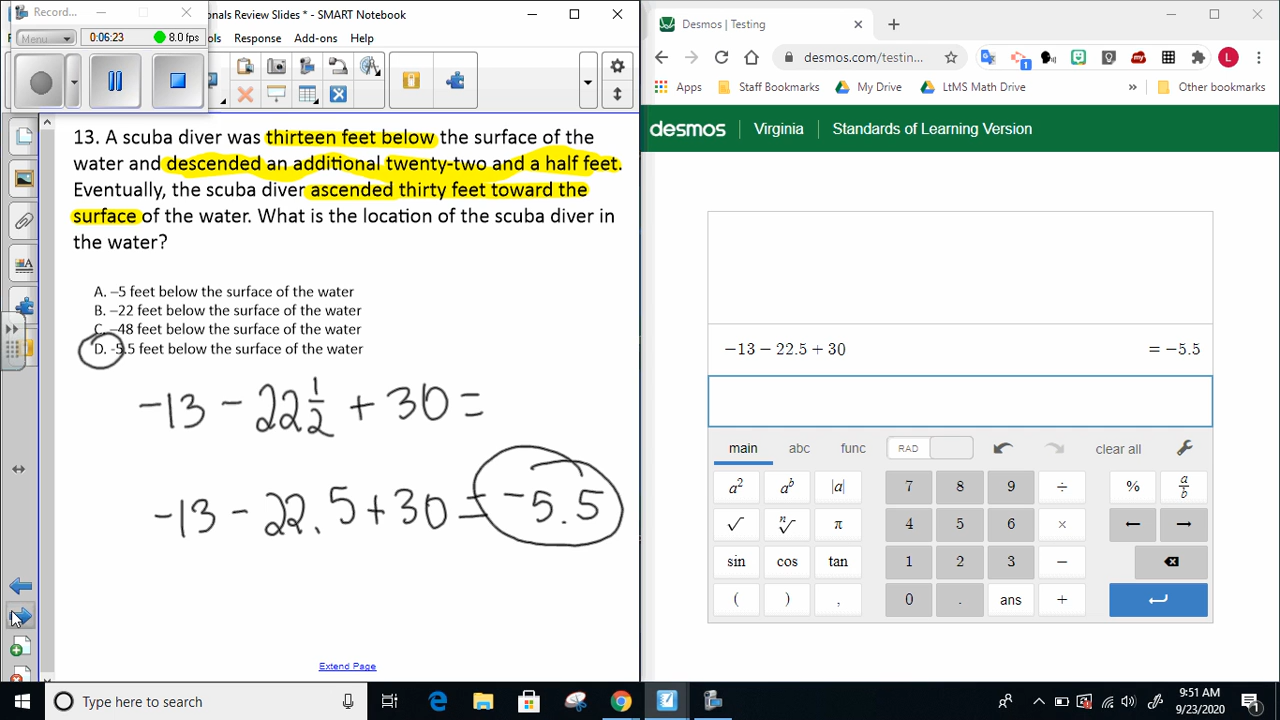 Record...
onals Review Slides * - SMART Notebook
Menu
0:06:23
8.0 fps
ols Response Add-ons Help
13. A scuba diver was thirteen feet below the surface of the
water and descended an additional twenty-two and a half feet.
Eventually, the scuba diver ascended thirty feet toward the
surface of the water. What is the location of the scuba diver in
the water?
A. –5 feet below the surface of the water
B. –22 feet below the surface of the water
C. –48 feet below the surface of the water
D. -5.5 feet below the surface of the water
-13 - 22 1/2 + 30 =
-13 - 22.5 + 30 = -5.5
Extend Page
Desmos | Testing
desmos.com/testin...
L
Apps Staff Bookmarks My Drive LtMS Math Document »
Other bookmarks
desmos Virginia Standards of Learning Version
−13 − 22.5 + 30 = −5.5
main abc func RAD clear all
a² aᵇ |a| 7 8 9 ÷ % a/b
√ ⁿ√ π 4 5 6 × ← →
sin cos tan 1 2 3 −
( ) , 0 . ans +
Type here to search
9:51 AM
9/23/2020
1